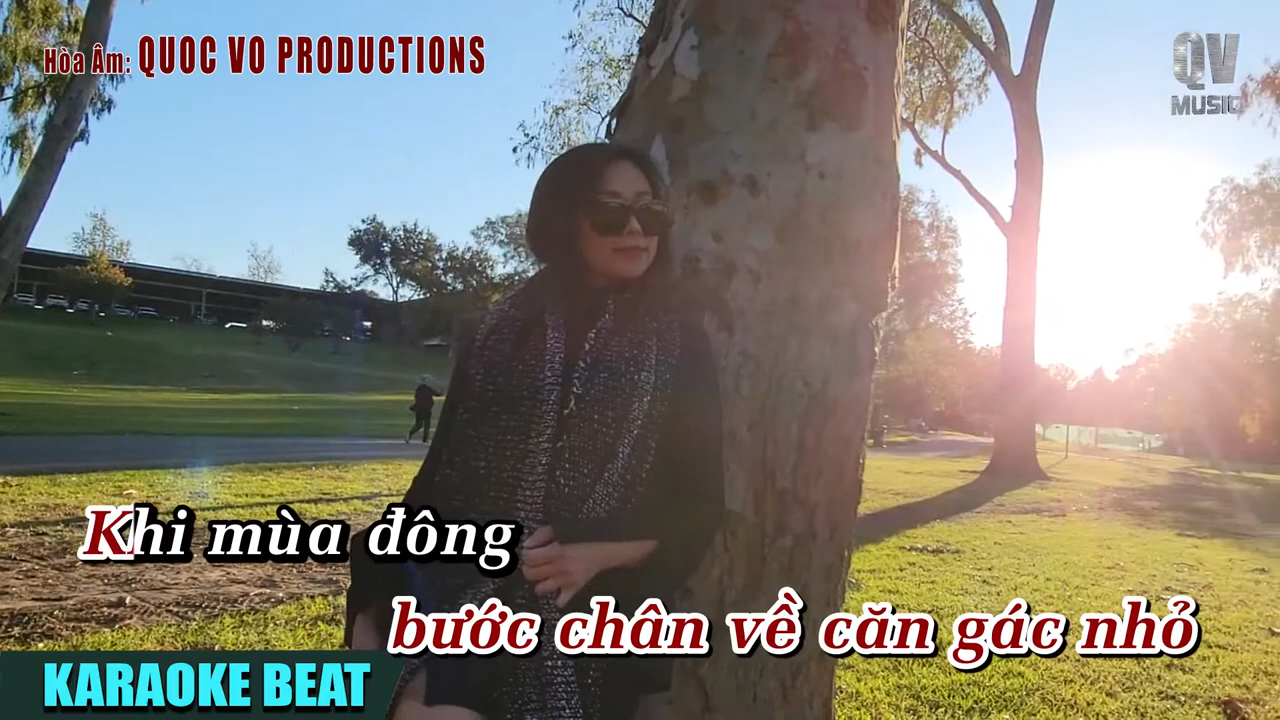 Hòa Âm: QUOC VO PRODUCTIONS
QV
MUSIC
Khi mùa đông
bước chân về căn gác nhỏ
KARAOKE BEAT